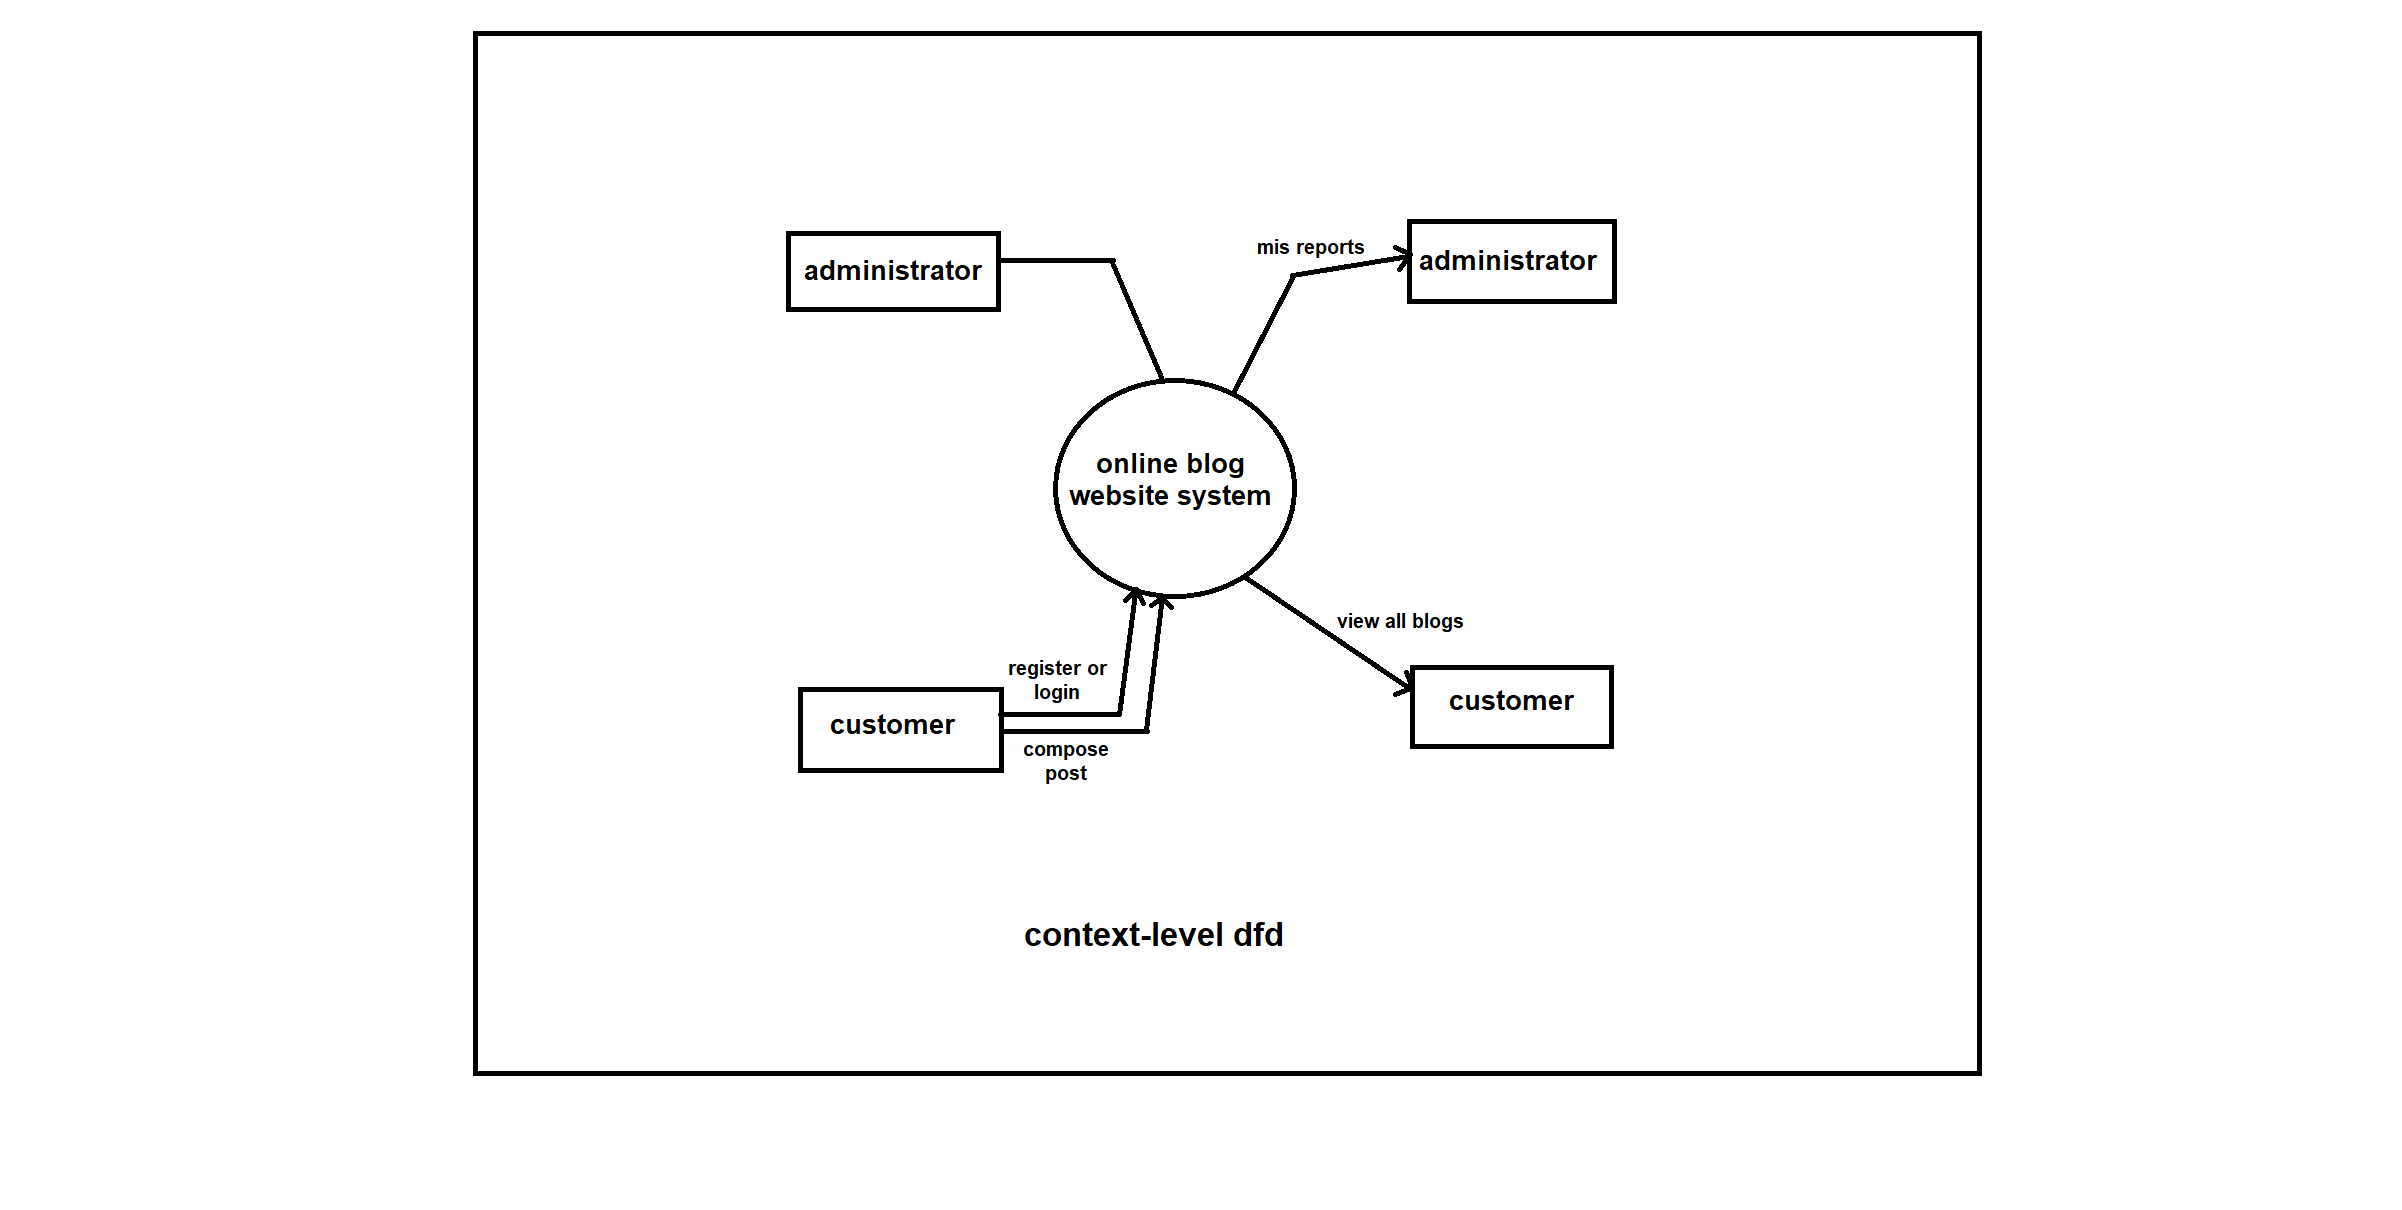 administrator
mis reports
administrator
online blog
website system
view all blogs
register or
login
customer
compose
post
customer
context-level dfd